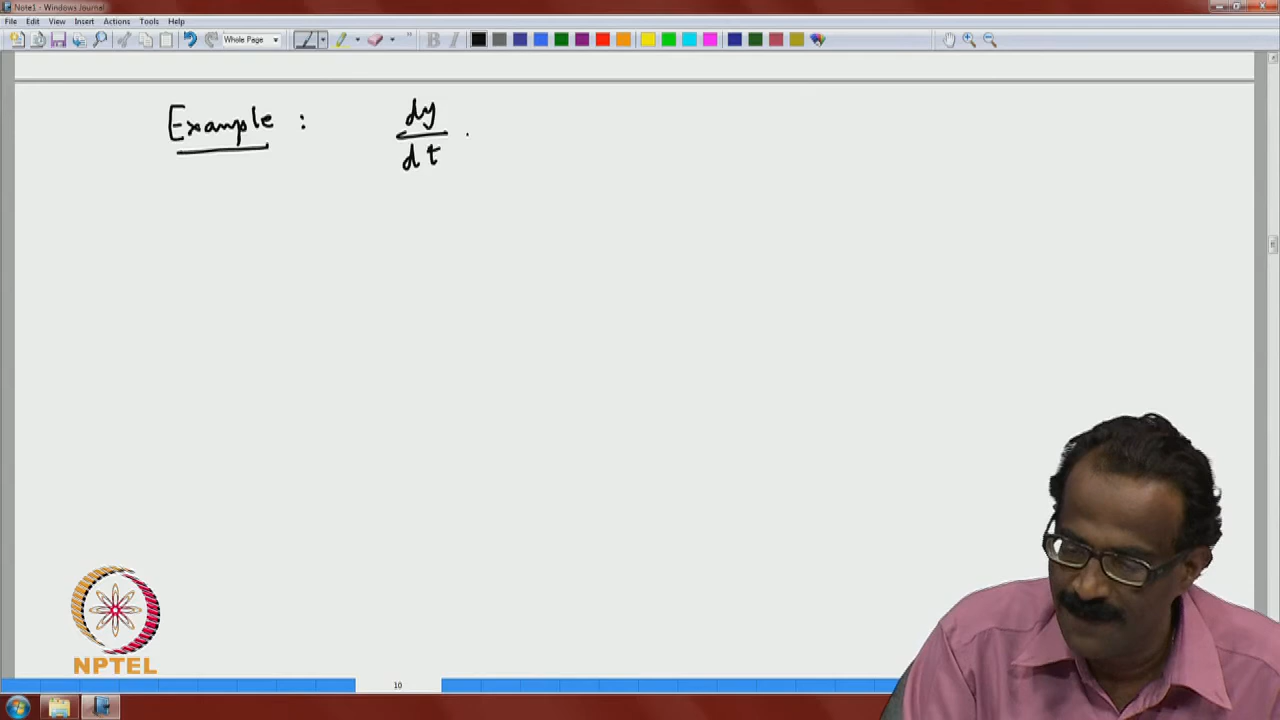 Note1 - Windows Journal
File Edit View Insert Actions Tools Help
Whole Page
B I
Example : dy
dt
NPTEL
10